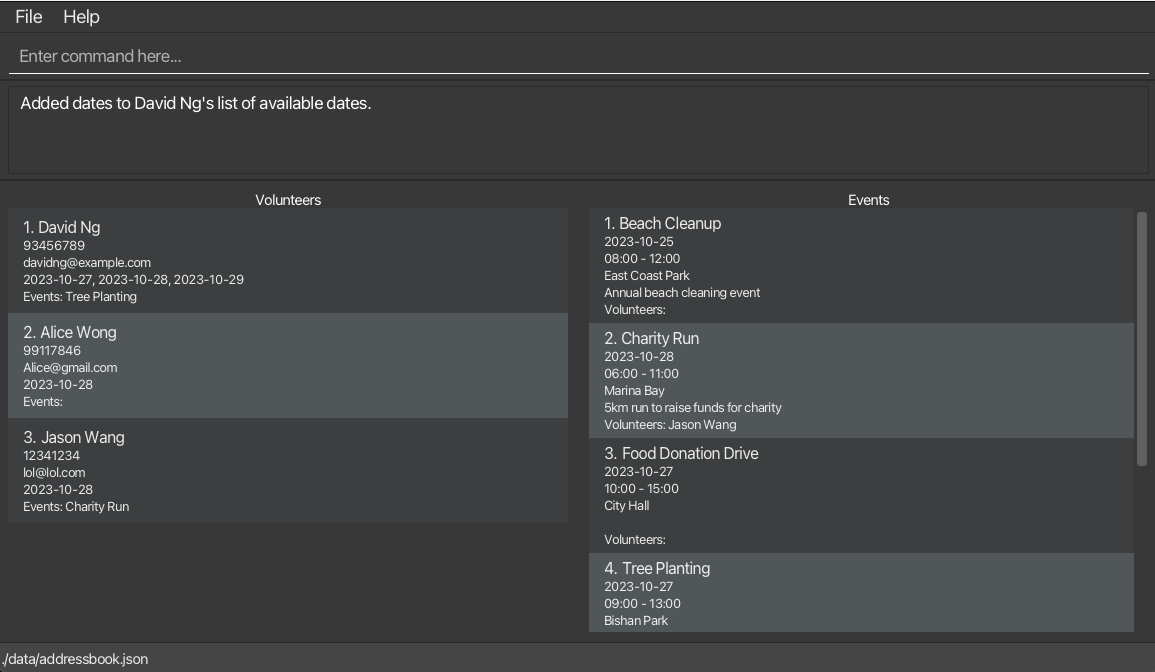 File Help
Enter command here...
Added dates to David Ng's list of available dates.
Volunteers
1. David Ng
93456789
davidng@example.com
2023-10-27, 2023-10-28, 2023-10-29
Events: Tree Planting
2. Alice Wong
99117846
Alice@gmail.com
2023-10-28
Events:
3. Jason Wang
12341234
lol@lol.com
2023-10-28
Events: Charity Run
Events
1. Beach Cleanup
2023-10-25
08:00 - 12:00
East Coast Park
Annual beach cleaning event
Volunteers:
2. Charity Run
2023-10-28
06:00 - 11:00
Marina Bay
5km run to raise funds for charity
Volunteers: Jason Wang
3. Food Donation Drive
2023-10-27
10:00 - 15:00
City Hall
Volunteers:
4. Tree Planting
2023-10-27
09:00 - 13:00
Bishan Park
./data/addressbook.json